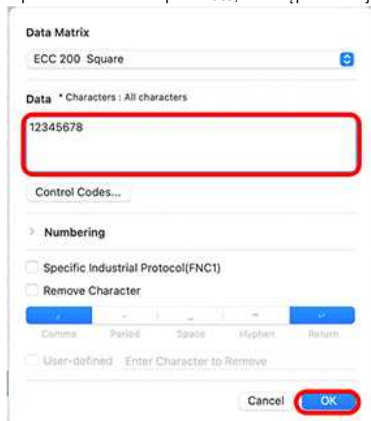 Data Matrix
ECC 200 Square
Data * Characters : All characters
12345678
Control Codes...
Numbering
Specific Industrial Protocol(FNC1)
Remove Character
Comma Period Space Hyphen Return
User-defined Enter Character to Remove
Cancel OK